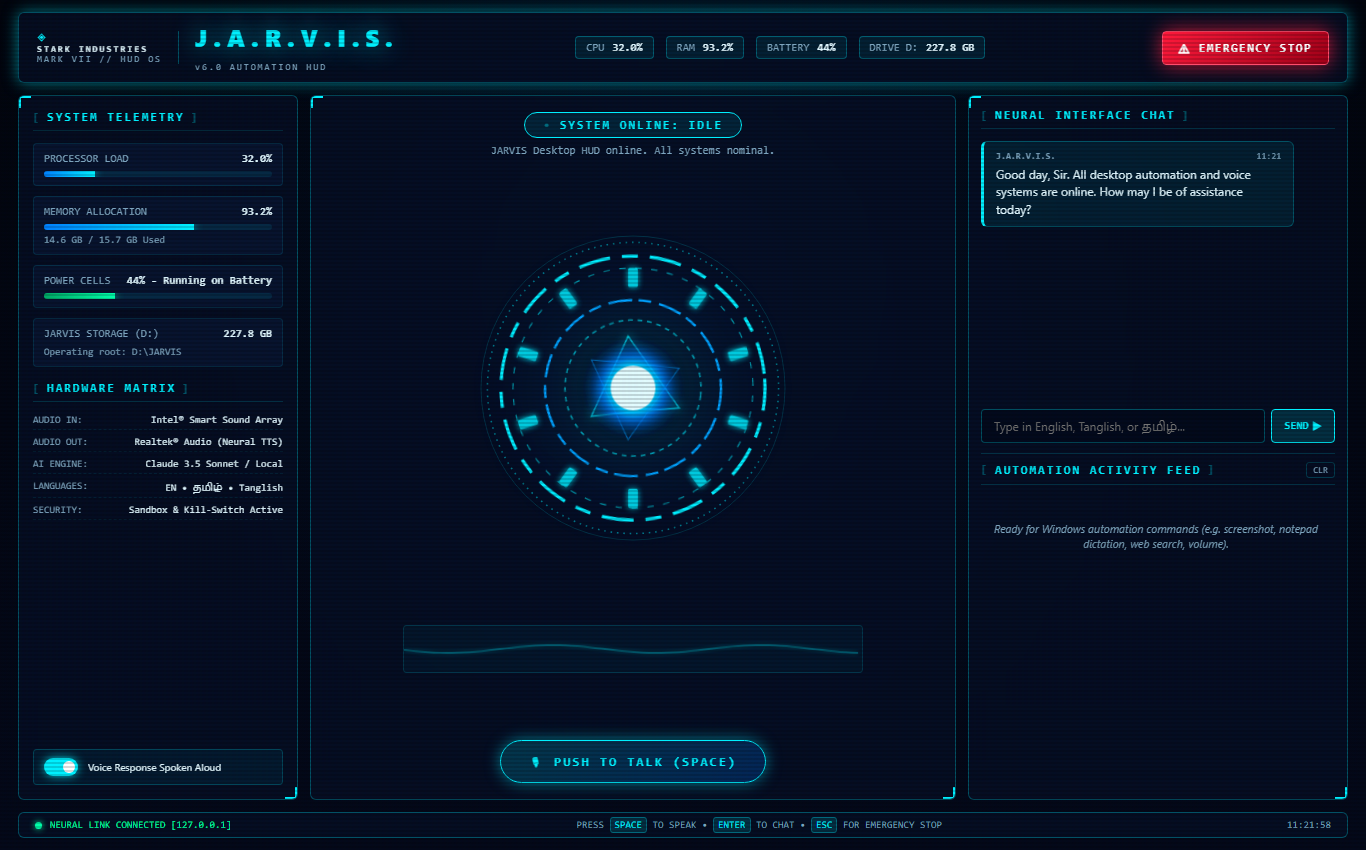 ◈
STARK INDUSTRIES
MARK VII // HUD OS
J.A.R.V.I.S.
v6.0 AUTOMATION HUD
CPU 32.0%
RAM 93.2%
BATTERY 44%
DRIVE D: 227.8 GB
⚠ EMERGENCY STOP
[ SYSTEM TELEMETRY ]
PROCESSOR LOAD 32.0%
MEMORY ALLOCATION 93.2%
14.6 GB / 15.7 GB Used
POWER CELLS 44% - Running on Battery
JARVIS STORAGE (D:) 227.8 GB
Operating root: D:\JARVIS
[ HARDWARE MATRIX ]
AUDIO IN: Intel® Smart Sound Array
AUDIO OUT: Realtek® Audio (Neural TTS)
AI ENGINE: Claude 3.5 Sonnet / Local
LANGUAGES: EN • தமிழ் • Tanglish
SECURITY: Sandbox & Kill-Switch Active
Voice Response Spoken Aloud
SYSTEM ONLINE: IDLE
JARVIS Desktop HUD online. All systems nominal.
PUSH TO TALK (SPACE)
[ NEURAL INTERFACE CHAT ]
J.A.R.V.I.S. 11:21
Good day, Sir. All desktop automation and voice
systems are online. How may I be of assistance
today?
Type in English, Tanglish, or தமிழ்...
SEND ▶
[ AUTOMATION ACTIVITY FEED ]
CLR
Ready for Windows automation commands (e.g. screenshot, notepad
dictation, web search, volume).
NEURAL LINK CONNECTED [127.0.0.1]
PRESS SPACE TO SPEAK • ENTER TO CHAT • ESC FOR EMERGENCY STOP
11:21:58